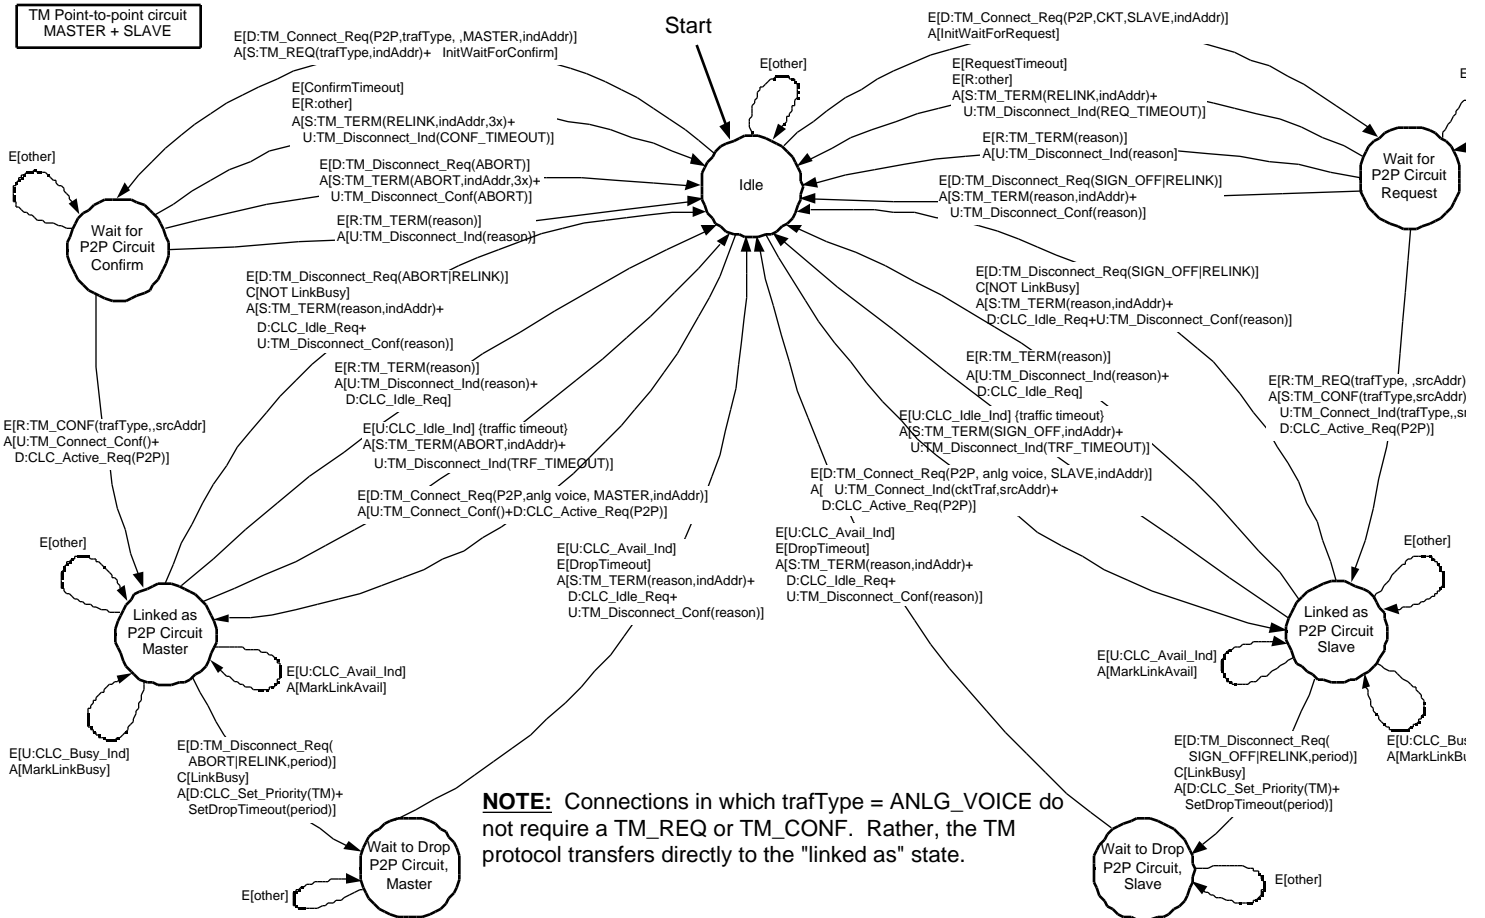 TM Point-to-point circuit
MASTER + SLAVE
E[D:TM_Connect_Req(P2P,trafType, ,MASTER,indAddr)]
A[S:TM_REQ(trafType,indAddr)+ InitWaitForConfirm]
Start
E[D:TM_Connect_Req(P2P,CKT,SLAVE,indAddr)]
A[InitWaitForRequest]
E[other]
E[ConfirmTimeout]
E[R:other]
A[S:TM_TERM(RELINK,indAddr,3x)+
U:TM_Disconnect_Ind(CONF_TIMEOUT)]
E[RequestTimeout]
E[R:other]
A[S:TM_TERM(RELINK,indAddr)+
U:TM_Disconnect_Ind(REQ_TIMEOUT)]
E
E[other]
E[D:TM_Disconnect_Req(ABORT)]
A[S:TM_TERM(ABORT,indAddr,3x)+
U:TM_Disconnect_Conf(ABORT)]
Idle
E[R:TM_TERM(reason)]
A[U:TM_Disconnect_Ind(reason]
Wait for
P2P Circuit
Request
E[D:TM_Disconnect_Req(SIGN_OFF|RELINK)]
A[S:TM_TERM(reason,indAddr)+
U:TM_Disconnect_Conf(reason)]
E[R:TM_TERM(reason)]
A[U:TM_Disconnect_Ind(reason)]
Wait for
P2P Circuit
Confirm
E[D:TM_Disconnect_Req(ABORT|RELINK)]
C[NOT LinkBusy]
A[S:TM_TERM(reason,indAddr)+
D:CLC_Idle_Req+
U:TM_Disconnect_Conf(reason)]
E[D:TM_Disconnect_Req(SIGN_OFF|RELINK)]
C[NOT LinkBusy]
A[S:TM_TERM(reason,indAddr)+
D:CLC_Idle_Req+U:TM_Disconnect_Conf(reason)]
E[R:TM_TERM(reason)]
A[U:TM_Disconnect_Ind(reason)+
D:CLC_Idle_Req]
E[R:TM_TERM(reason)]
A[U:TM_Disconnect_Ind(reason)+
D:CLC_Idle_Req]
E[R:TM_REQ(trafType, ,srcAddr)
A[S:TM_CONF(trafType,srcAddr)
U:TM_Connect_Ind(trafType,,sr
D:CLC_Active_Req(P2P)]
E[R:TM_CONF(trafType,,srcAddr]
A[U:TM_Connect_Conf()+
D:CLC_Active_Req(P2P)]
E[U:CLC_Idle_Ind] {traffic timeout}
A[S:TM_TERM(ABORT,indAddr)+
U:TM_Disconnect_Ind(TRF_TIMEOUT)]
E[U:CLC_Idle_Ind] {traffic timeout}
A[S:TM_TERM(SIGN_OFF,indAddr)+
U:TM_Disconnect_Ind(TRF_TIMEOUT)]
E[D:TM_Connect_Req(P2P,anlg voice, MASTER,indAddr)]
A[U:TM_Connect_Conf()+D:CLC_Active_Req(P2P)]
E[D:TM_Connect_Req(P2P, anlg voice, SLAVE,indAddr)]
A[ U:TM_Connect_Ind(cktTraf,srcAddr)+
D:CLC_Active_Req(P2P)]
E[other]
E[U:CLC_Avail_Ind]
E[DropTimeout]
A[S:TM_TERM(reason,indAddr)+
D:CLC_Idle_Req+
U:TM_Disconnect_Conf(reason)]
E[U:CLC_Avail_Ind]
E[DropTimeout]
A[S:TM_TERM(reason,indAddr)+
D:CLC_Idle_Req+
U:TM_Disconnect_Conf(reason)]
E[other]
Linked as
P2P Circuit
Master
Linked as
P2P Circuit
Slave
E[U:CLC_Avail_Ind]
A[MarkLinkAvail]
E[U:CLC_Avail_Ind]
A[MarkLinkAvail]
E[U:CLC_Busy_Ind]
A[MarkLinkBusy]
E[D:TM_Disconnect_Req(
ABORT|RELINK,period)]
C[LinkBusy]
A[D:CLC_Set_Priority(TM)+
SetDropTimeout(period)]
E[D:TM_Disconnect_Req(
SIGN_OFF|RELINK,period)]
C[LinkBusy]
A[D:CLC_Set_Priority(TM)+
SetDropTimeout(period)]
E[U:CLC_Bus
A[MarkLinkBu
NOTE: Connections in which trafType = ANLG_VOICE do
not require a TM_REQ or TM_CONF. Rather, the TM
protocol transfers directly to the "linked as" state.
Wait to Drop
P2P Circuit,
Master
E[other]
Wait to Drop
P2P Circuit,
Slave
E[other]